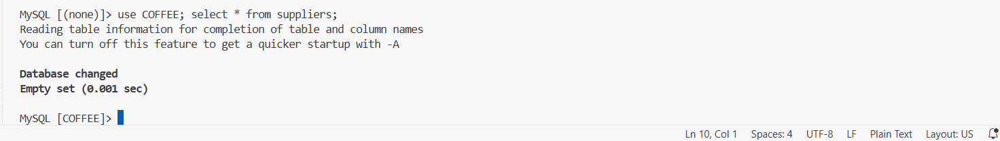 MySQL [(none)]> use COFFEE; select * from suppliers;
Reading table information for completion of table and column names
You can turn off this feature to get a quicker startup with -A
Database changed
Empty set (0.001 sec)
MySQL [COFFEE]>
Ln 10, Col 1 Spaces: 4 UTF-8 LF Plain Text Layout: US